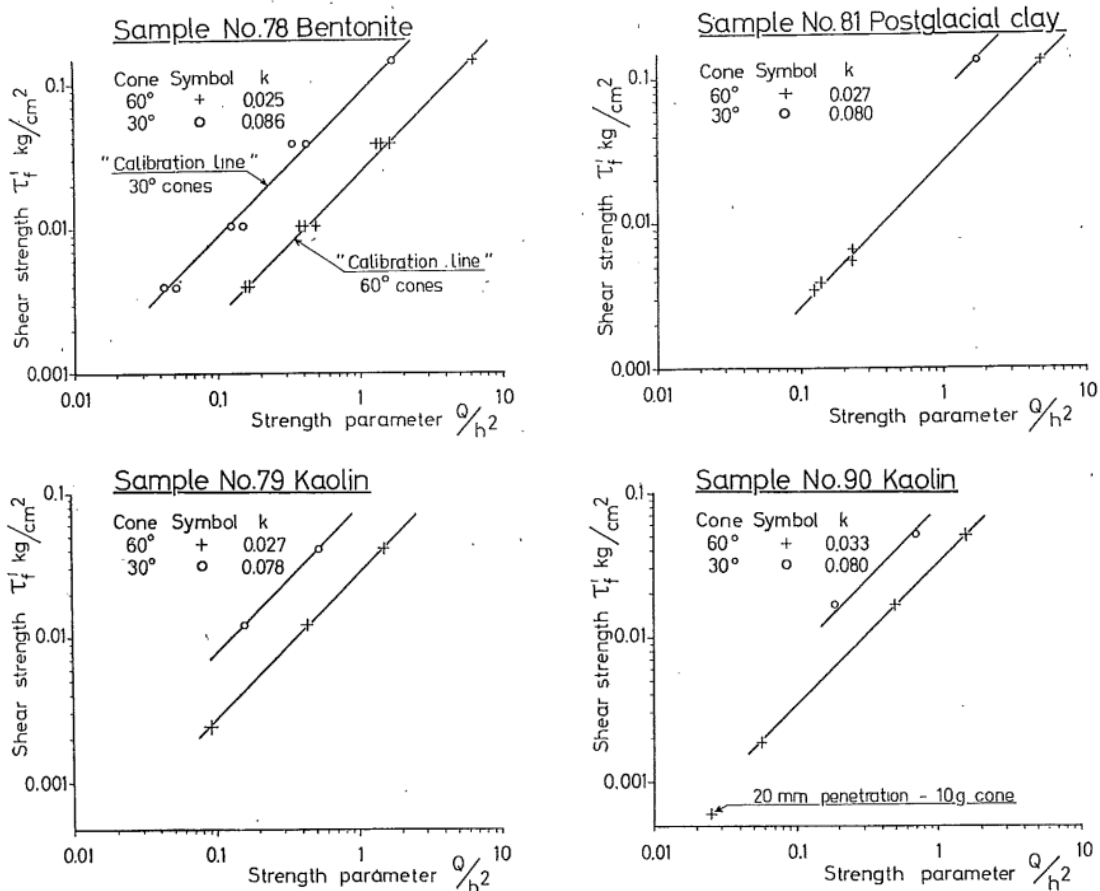 Sample No.78 Bentonite
Cone Symbol k
60° + 0.025
30° o 0.086
"Calibration line"
30° cones
"Calibration line"
60° cones
Shear strength τ'f kg/cm²
0.1
0.01
0.001
0.01 0.1 1 10
Strength parameter Q/h²
Sample No.81 Postglacial clay
Cone Symbol k
60° + 0.027
30° o 0.080
Shear strength τ'f kg/cm²
0.1
0.01
0.001
0.01 0.1 1 10
Strength parameter Q/h²
Sample No.79 Kaolin
Cone Symbol k
60° + 0.027
30° o 0.078
Shear strength τ'f kg/cm²
0.1
0.01
0.001
0.01 0.1 1 10
Strength parameter Q/h²
Sample No.90 Kaolin
Cone Symbol k
60° + 0.033
30° o 0.080
Shear strength τ'f kg/cm²
0.1
0.01
0.001
20 mm penetration - 10g cone
0.01 0.1 1 10
Strength parameter Q/h²